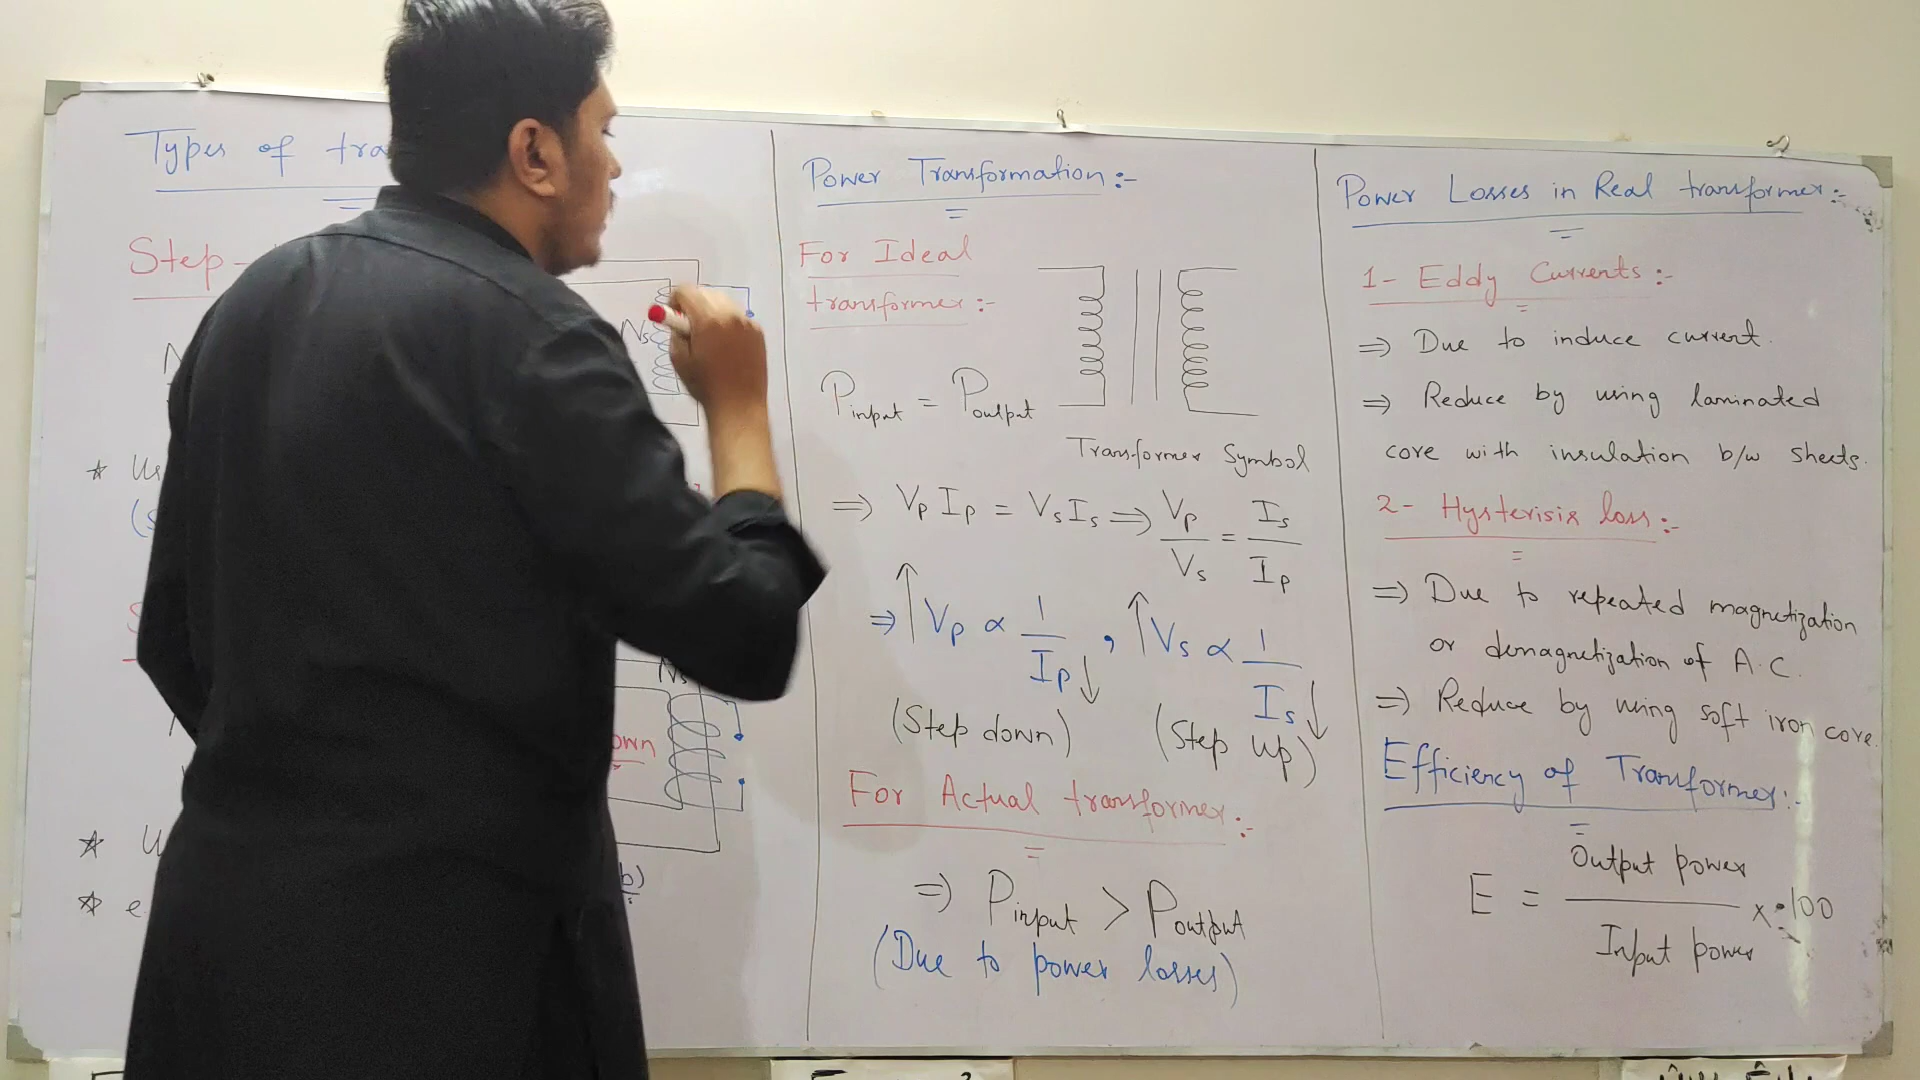 Types of tra
Step-
Ns
N
★ Us
(s
Ns
own
★ U
b)
★ e
Power Transformation:-
For Ideal
transformer:-
Pinput = Poutput
Transformer Symbol
⇒ Vp Ip = Vs Is ⇒ Vp/Vs = Is/Ip
⇒ ↑Vp ∝ 1/Ip↓ , ↑Vs ∝ 1/Is↓
(Step down) (Step up)
For Actual transformer:-
⇒ Pinput > Poutput
(Due to power losses)
Power Losses in Real transformer:-
1- Eddy Currents:-
⇒ Due to induce current.
⇒ Reduce by using laminated
core with insulation b/w sheets.
2- Hysterisis loss:-
⇒ Due to repeated magnetization
or demagnetization of A.C.
⇒ Reduce by using soft iron core.
Efficiency of Transformer:-
E = Output power / Input power × 100